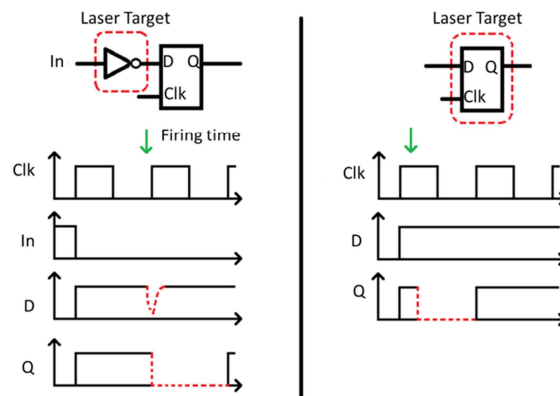 Laser Target
In
D Q
Clk
Firing time
Clk
In
D
Q
Laser Target
D Q
Clk
Clk
D
Q